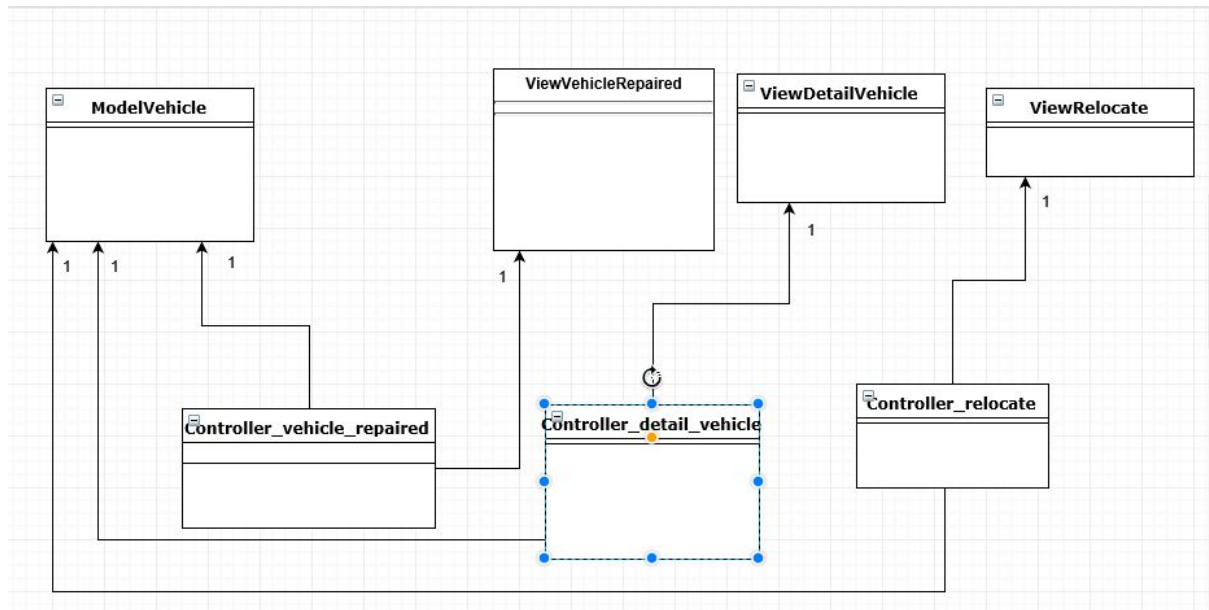 ModelVehicle
ViewVehicleRepaired
ViewDetailVehicle
ViewRelocate
1
1
1
1
1
1
Controller_vehicle_repaired
Controller_detail_vehicle
Controller_relocate